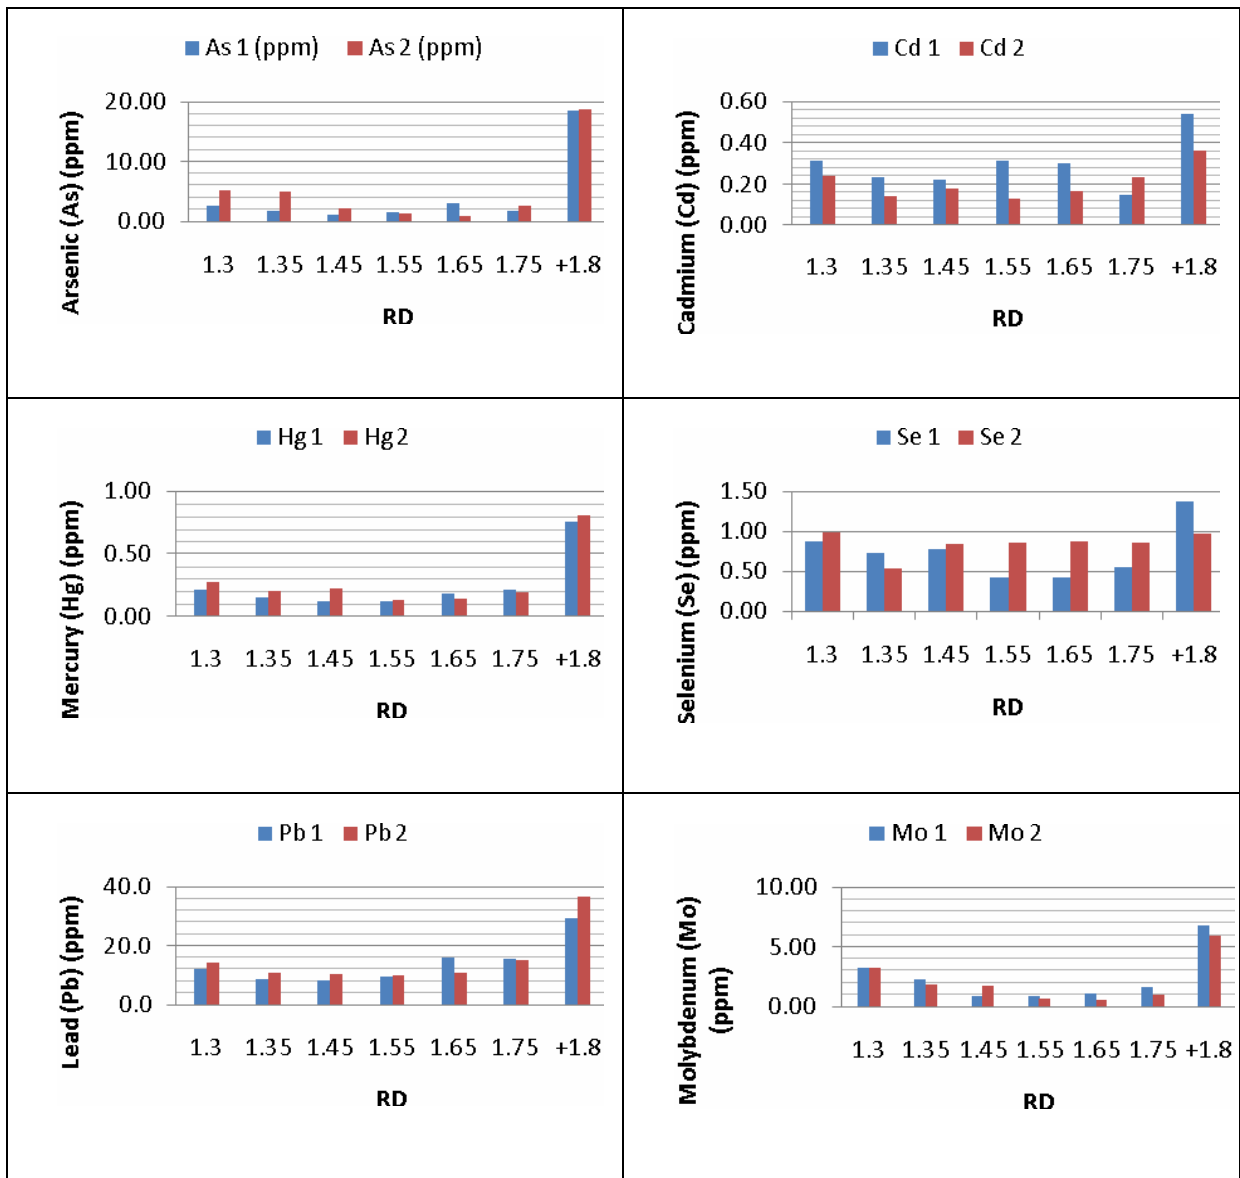 As 1 (ppm) As 2 (ppm)
Arsenic (As) (ppm)
20.00
10.00
0.00
1.3 1.35 1.45 1.55 1.65 1.75 +1.8
RD
Cd 1 Cd 2
Cadmium (Cd) (ppm)
0.60
0.40
0.20
0.00
1.3 1.35 1.45 1.55 1.65 1.75 +1.8
RD
Hg 1 Hg 2
Mercury (Hg) (ppm)
1.00
0.50
0.00
1.3 1.35 1.45 1.55 1.65 1.75 +1.8
RD
Se 1 Se 2
Selenium (Se) (ppm)
1.50
1.00
0.50
0.00
1.3 1.35 1.45 1.55 1.65 1.75 +1.8
RD
Pb 1 Pb 2
Lead (Pb) (ppm)
40.0
20.0
0.0
1.3 1.35 1.45 1.55 1.65 1.75 +1.8
RD
Mo 1 Mo 2
Molybdenum (Mo)
(ppm)
10.00
5.00
0.00
1.3 1.35 1.45 1.55 1.65 1.75 +1.8
RD